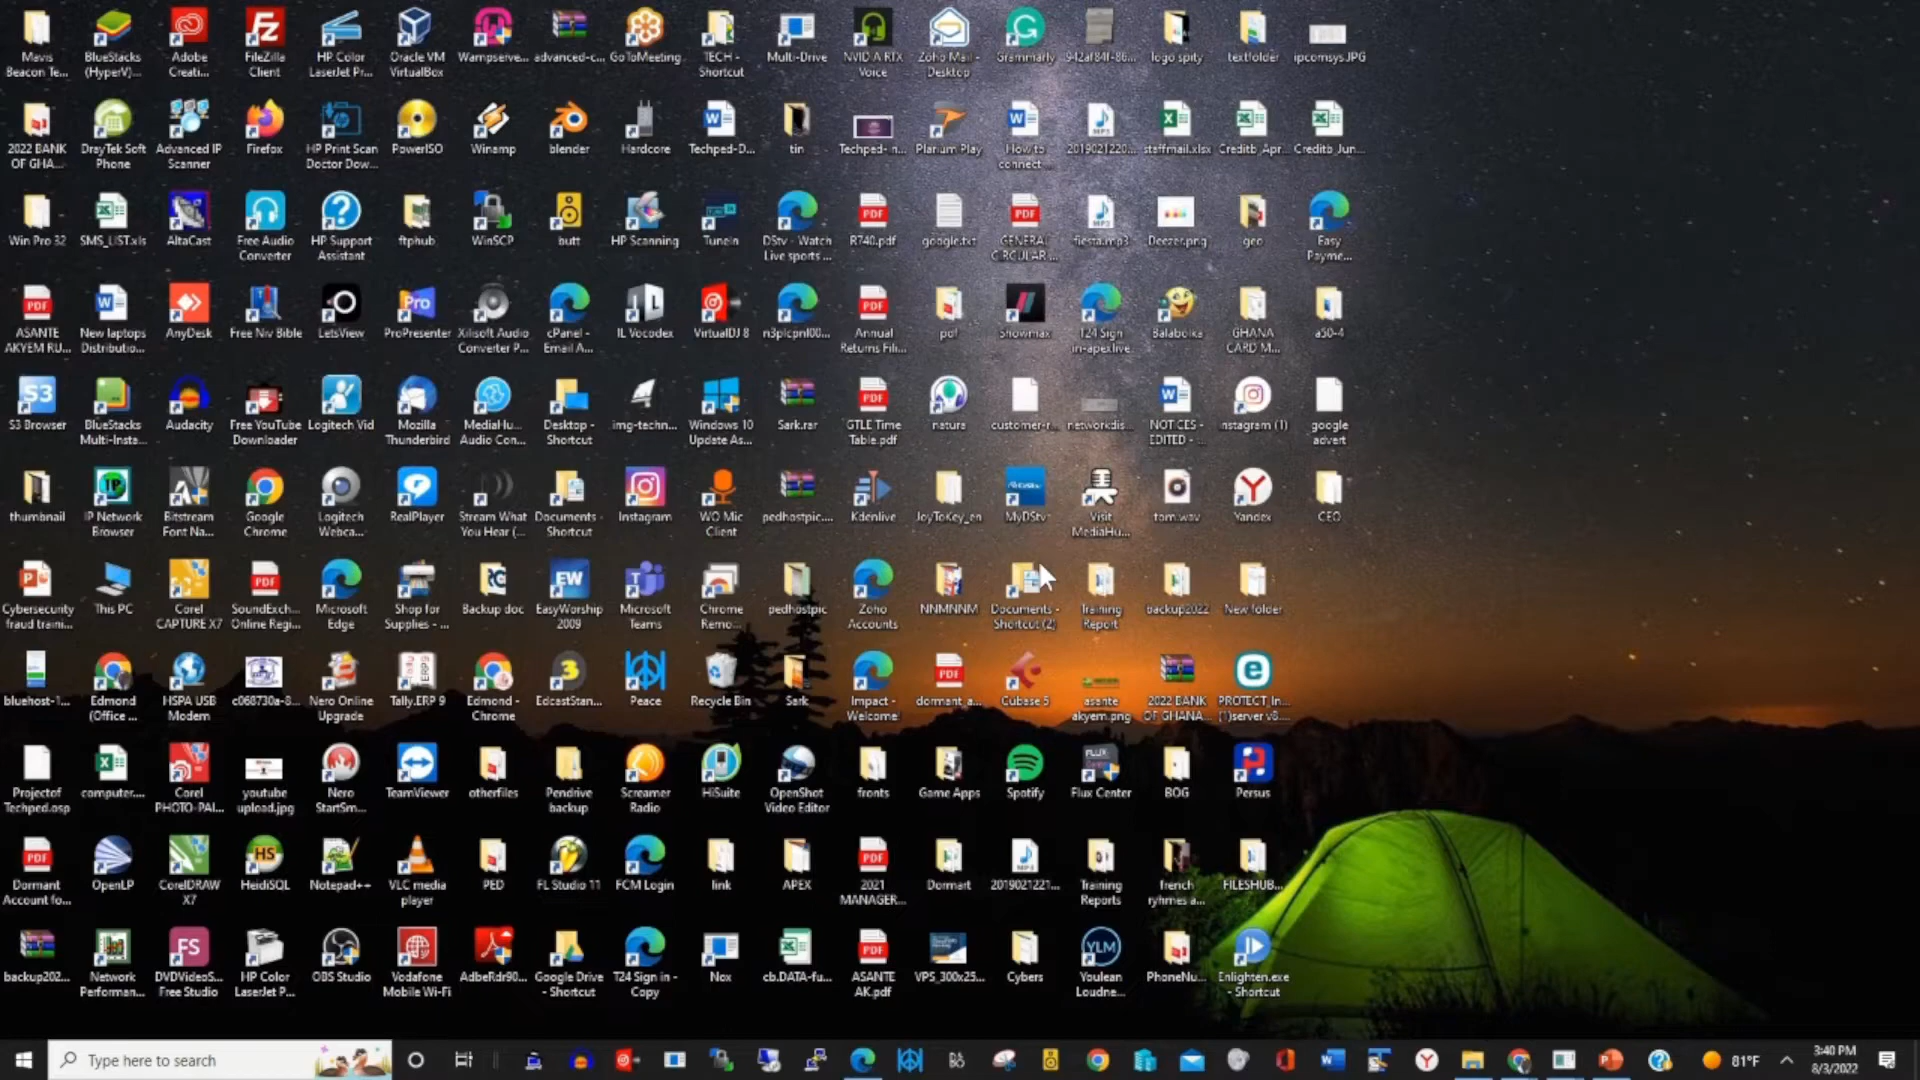 Mavis
Beacon Te...
BlueStacks
(HyperV)...
Adobe
Creati...
FileZilla
Client
HP Color
LaserJet Pr...
Oracle VM
VirtualBox
Wampserve...
advanced-c...
GoToMeeting
TECH -
Shortcut
Multi-Drive
NVIDIA RTX
Voice
Zoho Mail -
Desktop
Grammarly
942af84f-86...
logo spity
textfolder
ipcomsys.JPG
2022 BANK
OF GHA...
DrayTek Soft
Phone
Advanced IP
Scanner
Firefox
HP Print Scan
Doctor Dow...
PowerISO
Winamp
blender
Hardcore
Techped-D...
tin
Techped- n...
Plarium Play
How to
connect ...
2019021220...
staffmail.xlsx
Creditb_Apr...
Creditb_Jun...
Win Pro 32
SMS_LIST.xls
AltaCast
Free Audio
Converter
HP Support
Assistant
ftphub
WinSCP
butt
HP Scanning
TuneIn
DStv - Watch
Live sports ...
R740.pdf
google.txt
GENERAL
CIRCULAR ...
fiesta.mp3
Deezer.png
geo
Easy
Payme...
ASANTE
AKYEM RU...
New laptops
Distributio...
AnyDesk
Free Niv Bible
LetsView
ProPresenter
Xilisoft Audio
Converter P...
cPanel -
Email A...
IL Vocodex
VirtualDJ 8
n3plcpnl00...
Annual
Returns Fili...
pof
Showmax
T24 Sign
in-apexlive
Balabolka
GHANA
CARD M...
a50-4
S3 Browser
BlueStacks
Multi-Insta...
Audacity
Free YouTube
Downloader
Logitech Vid
Mozilla
Thunderbird
MediaHu...
Audio Con...
Desktop -
Shortcut
img-techn...
Windows 10
Update As...
Sark.rar
GTLE Time
Table.pdf
nature
customer-r...
networkdis...
NOTICES -
EDITED - ...
instagram (1)
google
advert
thumbnail
IP Network
Browser
Bitstream
Font Na...
Google
Chrome
Logitech
Webca...
RealPlayer
Stream What
You Hear (...
Documents -
Shortcut
Instagram
WO Mic
Client
pedhostpic....
Kdenlive
JoyToKey_en
MyDStv
Visit
MediaHu...
tom.wav
Yandex
CEO
Cybersecurity
fraud traini...
This PC
Corel
CAPTURE X7
SoundExch...
Online Regi...
Microsoft
Edge
Shop for
Supplies - ...
Backup doc
EasyWorship
2009
Microsoft
Teams
Chrome
Remo...
pedhostpic
Zoho
Accounts
NNMNNM
Documents -
Shortcut (2)
Training
Report
backup2022
New folder
bluehost-1...
Edmond
(Office ...
HSPA USB
Modem
c068730a-8...
Nero Online
Upgrade
Tally.ERP 9
Edmond -
Chrome
EdcastStan...
Peace
Recycle Bin
Sark
Impact -
Welcome!
dormant_a...
Cubase 5
asante
akyem.png
2022 BANK
OF GHANA...
PROTECT_In...
(1)server v8....
Projectof
Techped.osp
computer....
Corel
PHOTO-PAI...
youtube
upload.jpg
Nero
StartSm...
TeamViewer
otherfiles
Pendrive
backup
Screamer
Radio
HiSuite
OpenShot
Video Editor
fronts
Game Apps
Spotify
Flux Center
BOG
Persus
Dormant
Account fo...
OpenLP
CorelDRAW
X7
HeidiSQL
Notepad++
VLC media
player
PED
FL Studio 11
FCM Login
link
APEX
2021
MANAGER...
Dormart
2019021221...
Training
Reports
french
ryhmes a...
FILESHUB...
backup202...
Network
Performan...
DVDVideoS...
Free Studio
HP Color
LaserJet P...
OBS Studio
Vodafone
Mobile Wi-Fi
AdbeRdr90...
Google Drive
- Shortcut
T24 Sign in -
Copy
Nox
cb.DATA-fu...
ASANTE
AK.pdf
VPS_300x25...
Cybers
Youlean
Loudne...
PhoneNu...
Enlighten.exe
- Shortcut
Type here to search
81°F
3:40 PM
8/3/2022